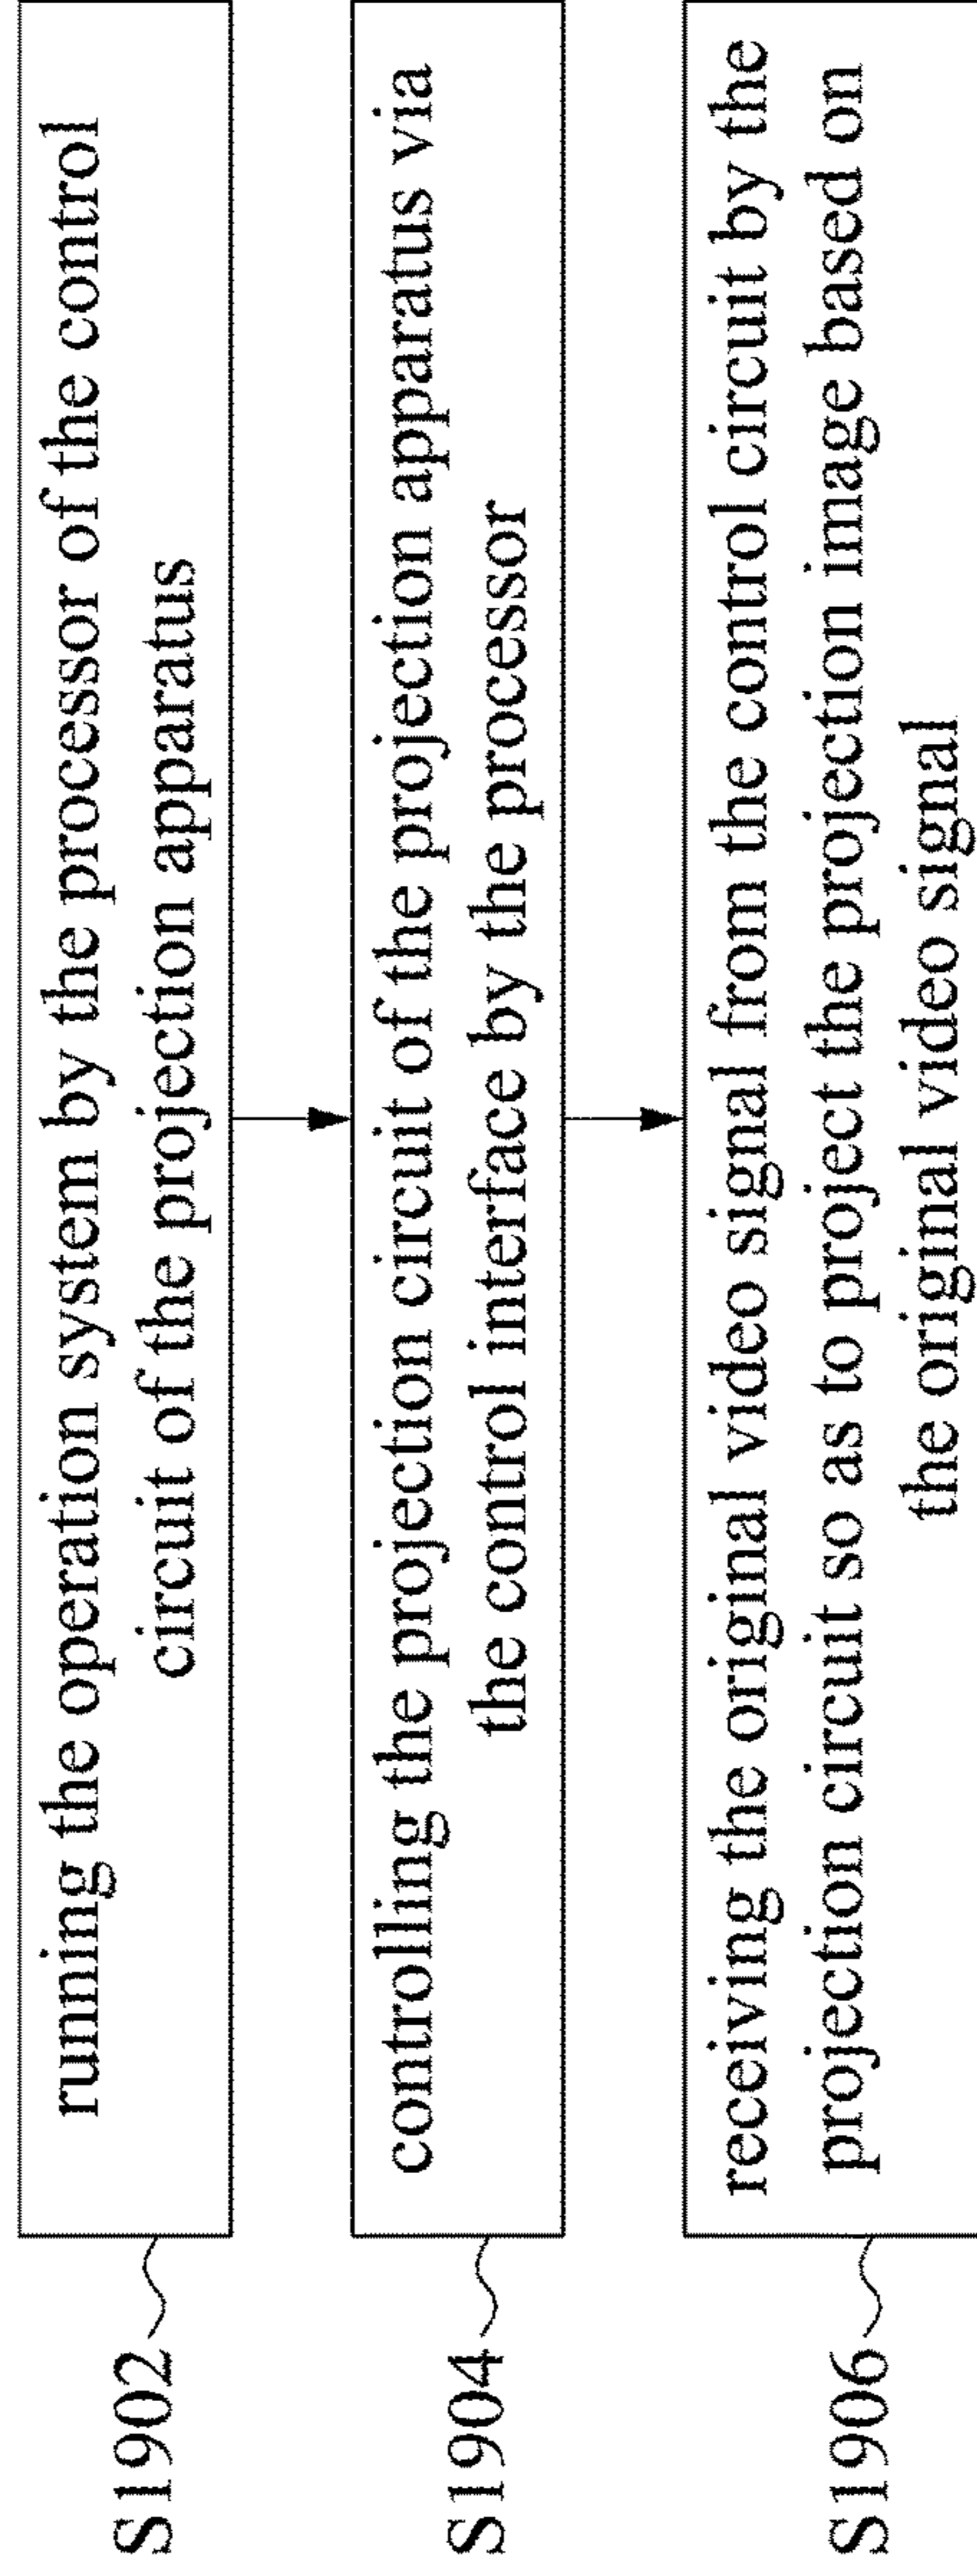 S1902
running the operation system by the processor of the control
circuit of the projection apparatus
S1904
controlling the projection circuit of the projection apparatus via
the control interface by the processor
S1906
receiving the original video signal from the control circuit by the
projection circuit so as to project the projection image based on
the original video signal